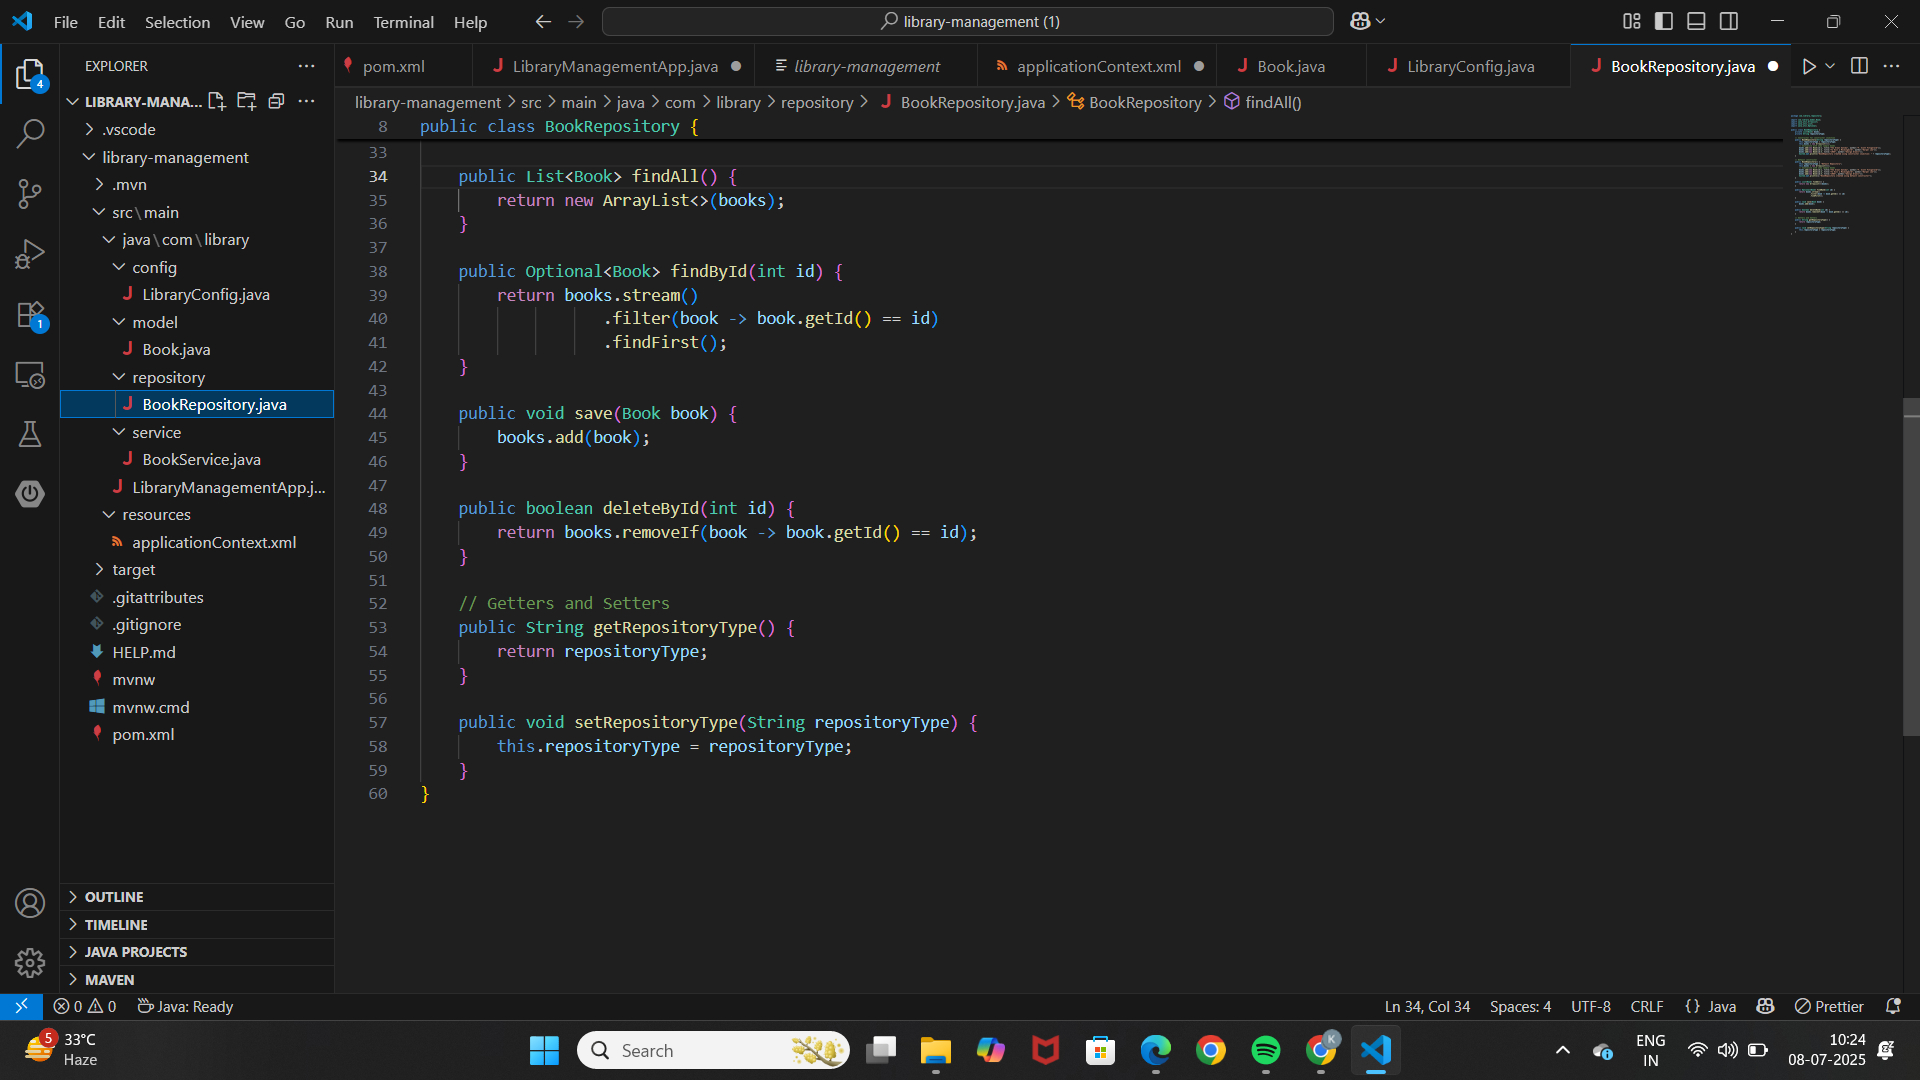 File Edit Selection View Go Run Terminal Help
library-management (1)
EXPLORER
pom.xml
LibraryManagementApp.java
library-management
applicationContext.xml
Book.java
LibraryConfig.java
BookRepository.java
LIBRARY-MANA...
library-management > src > main > java > com > library > repository > BookRepository.java > BookRepository > findAll()
.vscode
library-management
.mvn
src\main
java\com\library
config
LibraryConfig.java
model
Book.java
repository
BookRepository.java
service
BookService.java
LibraryManagementApp.j...
resources
applicationContext.xml
target
.gitattributes
.gitignore
HELP.md
mvnw
mvnw.cmd
pom.xml
OUTLINE
TIMELINE
JAVA PROJECTS
MAVEN
4
1
8 public class BookRepository {
33
34 public List<Book> findAll() {
35 return new ArrayList<>(books);
36 }
37
38 public Optional<Book> findById(int id) {
39 return books.stream()
40 .filter(book -> book.getId() == id)
41 .findFirst();
42 }
43
44 public void save(Book book) {
45 books.add(book);
46 }
47
48 public boolean deleteById(int id) {
49 return books.removeIf(book -> book.getId() == id);
50 }
51
52 // Getters and Setters
53 public String getRepositoryType() {
54 return repositoryType;
55 }
56
57 public void setRepositoryType(String repositoryType) {
58 this.repositoryType = repositoryType;
59 }
60 }
0 0 Java: Ready
Ln 34, Col 34 Spaces: 4 UTF-8 CRLF {} Java Prettier
5
33°C
Haze
Search
K
ENG
IN
10:24
08-07-2025